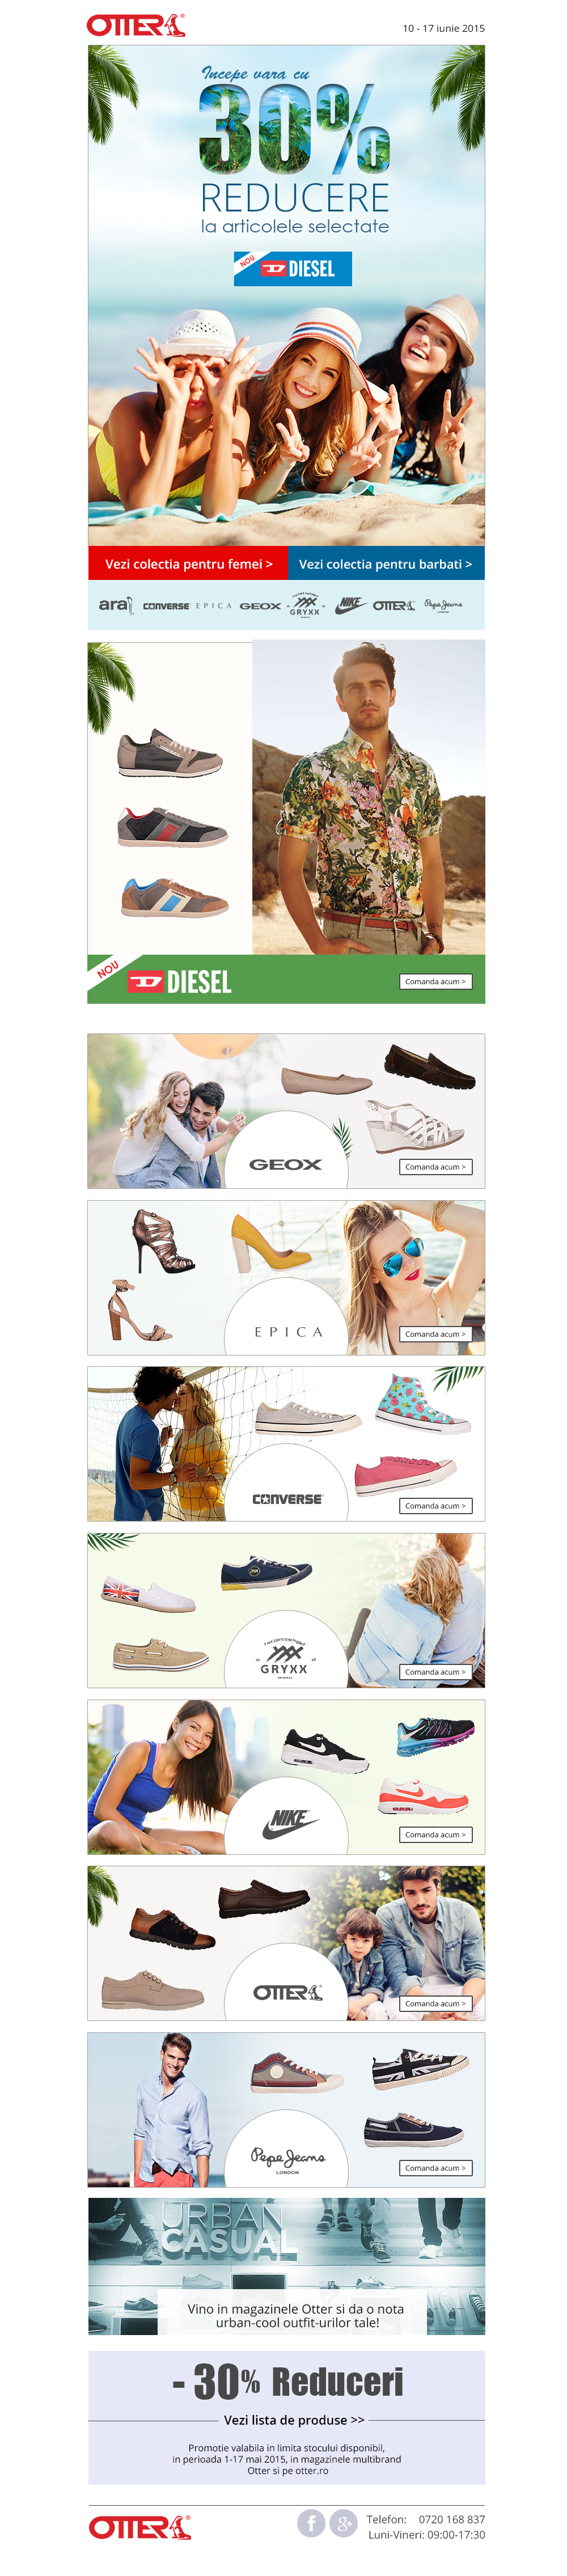 OTTER
10 - 17 iunie 2015
Incepe vara cu
30%
REDUCERE
la articolele selectate
NOU DIESEL
Vezi colectia pentru femei > Vezi colectia pentru barbati >
ara CONVERSE EPICA GEOX GRYXX NIKE OTTER Pepe Jeans
NOU DIESEL Comanda acum >
GEOX
Comanda acum >
EPICA
Comanda acum >
CONVERSE
Comanda acum >
GRYXX
ORIGINAL
Comanda acum >
NIKE
Comanda acum >
OTTER
Comanda acum >
Pepe Jeans
LONDON
Comanda acum >
URBAN
CASUAL
Vino in magazinele Otter si da o nota
urban-cool outfit-urilor tale!
- 30% Reduceri
Vezi lista de produse >>
Promotie valabila in limita stocului disponibil,
in perioada 1-17 mai 2015, in magazinele multibrand
Otter si pe otter.ro
OTTER f g+ Telefon: 0720 168 837
Luni-Vineri: 09:00-17:30